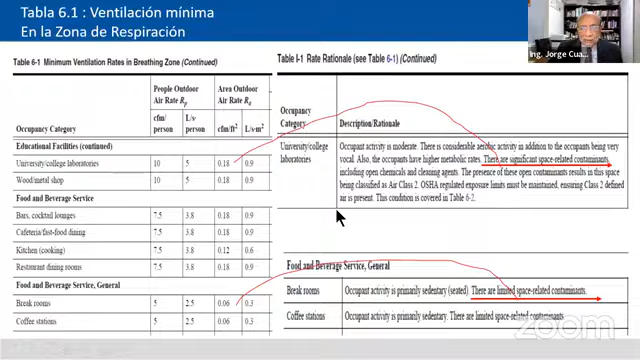 Tabla 6.1 : Ventilación mínima
En la Zona de Respiración
Ing. Jorge Cua...
Table 6-1 Minimum Ventilation Rates in Breathing Zone (Continued)
Occupancy Category
People Outdoor
Air Rate Rp
Area Outdoor
Air Rate Ra
cfm/
person
L/s·
person
cfm/ft²
L/s·m²
Educational Facilities (continued)
University/college laboratories 10 5 0.18 0.9
Wood/metal shop 10 5 0.18 0.9
Food and Beverage Service
Bars, cocktail lounges 7.5 3.8 0.18 0.9
Cafeteria/fast-food dining 7.5 3.8 0.18 0.9
Kitchen (cooking) 7.5 3.8 0.12 0.6
Restaurant dining rooms 7.5 3.8 0.18 0.9
Food and Beverage Service, General
Break rooms 5 2.5 0.06 0.3
Coffee stations 5 2.5 0.06 0.3
Table I-1 Rate Rationale (see Table 6-1) (Continued)
Occupancy
Category
Description/Rationale
University/college
laboratories
Occupant activity is moderate. There is considerable aerobic activity in addition to the occupants being very
vocal. Also, the occupants have higher metabolic rates. There are significant space-related contaminants,
including open chemicals and cleaning agents. The presence of these open contaminants results in this space
being classified as Air Class 2. OSHA regulated exposure limits must be maintained, ensuring Class 2 defined
air is present. This condition is covered in Table 6-2.
Food and Beverage Service, General
Break rooms Occupant activity is primarily sedentary (seated). There are limited space-related contaminants.
Coffee stations Occupant activity is primarily sedentary. There are limited space-related contaminants.
zoom